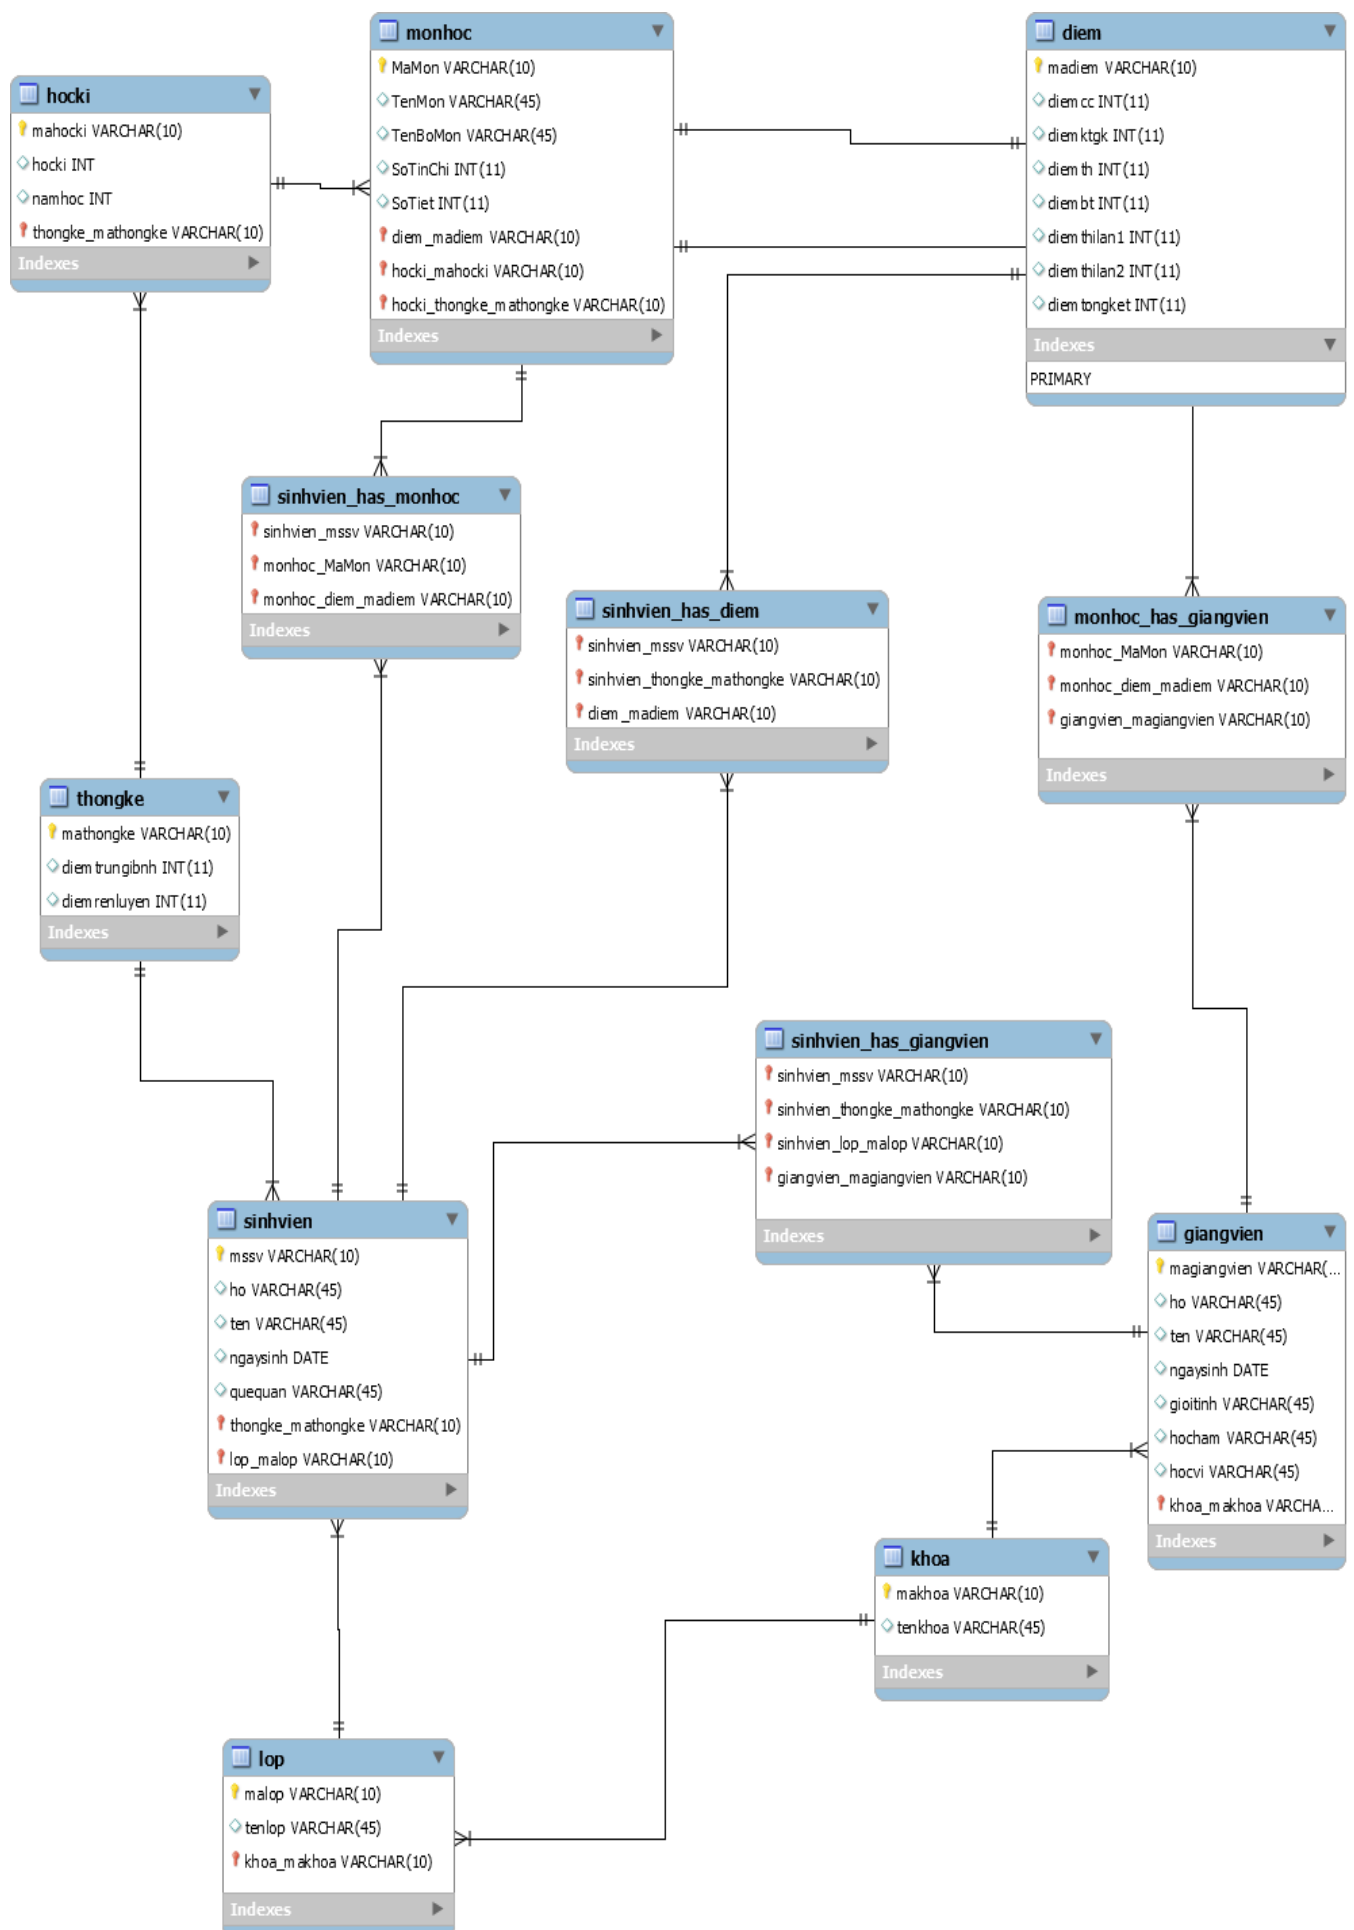 monhoc
MaMon VARCHAR(10)
TenMon VARCHAR(45)
TenBoMon VARCHAR(45)
SoTinChi INT(11)
SoTiet INT(11)
diem_madiem VARCHAR(10)
hocki_mahocki VARCHAR(10)
hocki_thongke_mathongke VARCHAR(10)
Indexes
diem
madiem VARCHAR(10)
diemcc INT(11)
diemktgk INT(11)
diemth INT(11)
diembt INT(11)
diemthilan1 INT(11)
diemthilan2 INT(11)
diemtongket INT(11)
Indexes
PRIMARY
hocki
mahocki VARCHAR(10)
hocki INT
namhoc INT
thongke_mathongke VARCHAR(10)
Indexes
sinhvien_has_monhoc
sinhvien_mssv VARCHAR(10)
monhoc_MaMon VARCHAR(10)
monhoc_diem_madiem VARCHAR(10)
Indexes
sinhvien_has_diem
sinhvien_mssv VARCHAR(10)
sinhvien_thongke_mathongke VARCHAR(10)
diem_madiem VARCHAR(10)
Indexes
monhoc_has_giangvien
monhoc_MaMon VARCHAR(10)
monhoc_diem_madiem VARCHAR(10)
giangvien_magiangvien VARCHAR(10)
Indexes
thongke
mathongke VARCHAR(10)
diemtrungibnh INT(11)
diemrenluyen INT(11)
Indexes
sinhvien_has_giangvien
sinhvien_mssv VARCHAR(10)
sinhvien_thongke_mathongke VARCHAR(10)
sinhvien_lop_malop VARCHAR(10)
giangvien_magiangvien VARCHAR(10)
Indexes
sinhvien
mssv VARCHAR(10)
ho VARCHAR(45)
ten VARCHAR(45)
ngaysinh DATE
quequan VARCHAR(45)
thongke_mathongke VARCHAR(10)
lop_malop VARCHAR(10)
Indexes
giangvien
magiangvien VARCHAR(...
ho VARCHAR(45)
ten VARCHAR(45)
ngaysinh DATE
gioitinh VARCHAR(45)
hocham VARCHAR(45)
hocvi VARCHAR(45)
khoa_makhoa VARCHA...
Indexes
khoa
makhoa VARCHAR(10)
tenkhoa VARCHAR(45)
Indexes
lop
malop VARCHAR(10)
tenlop VARCHAR(45)
khoa_makhoa VARCHAR(10)
Indexes